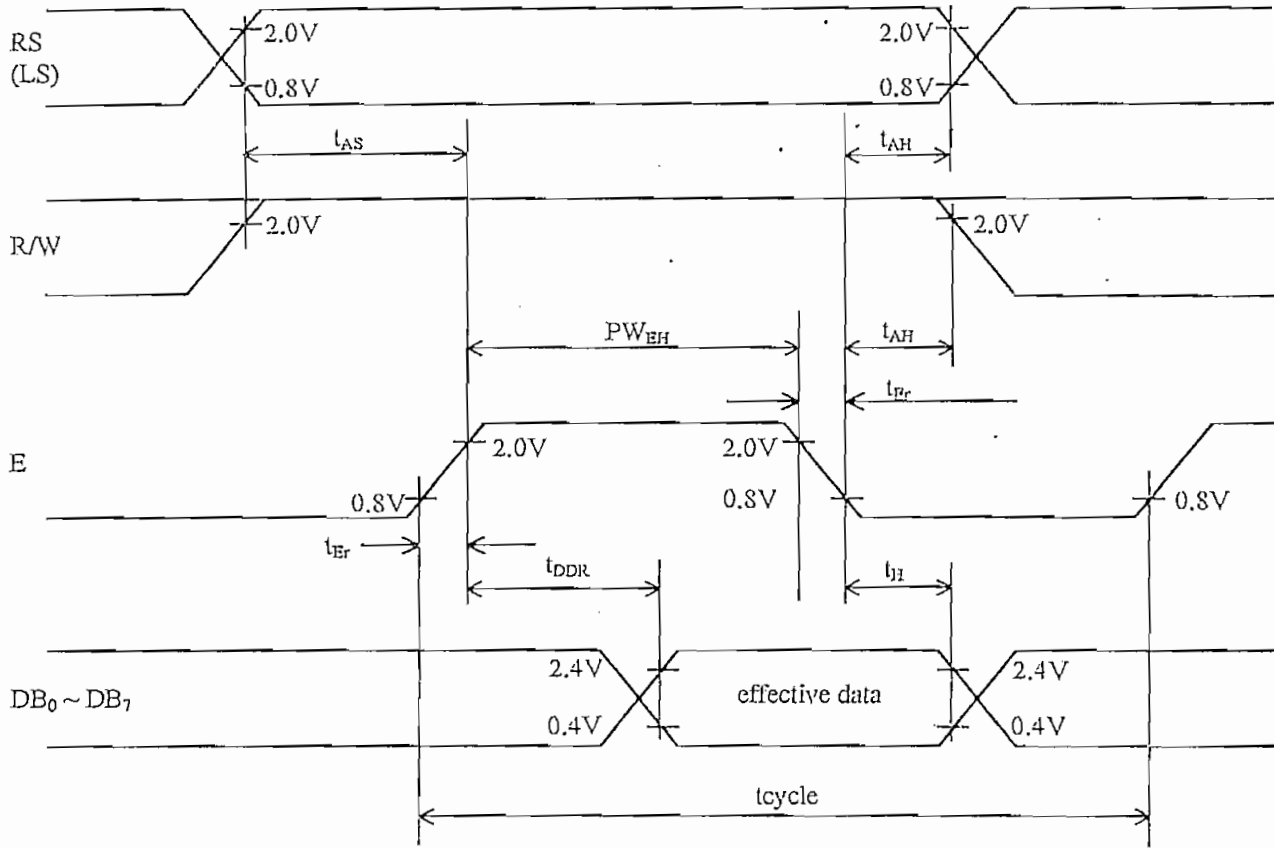 RS
(LS)
2.0V
0.8V
2.0V
0.8V
tAS
tAH
R/W
2.0V
2.0V
PWEH
tAH
tEr
E
2.0V
0.8V
2.0V
0.8V
0.8V
tEr
tDDR
tH
DB0 ~ DB7
2.4V
0.4V
effective data
2.4V
0.4V
tcycle